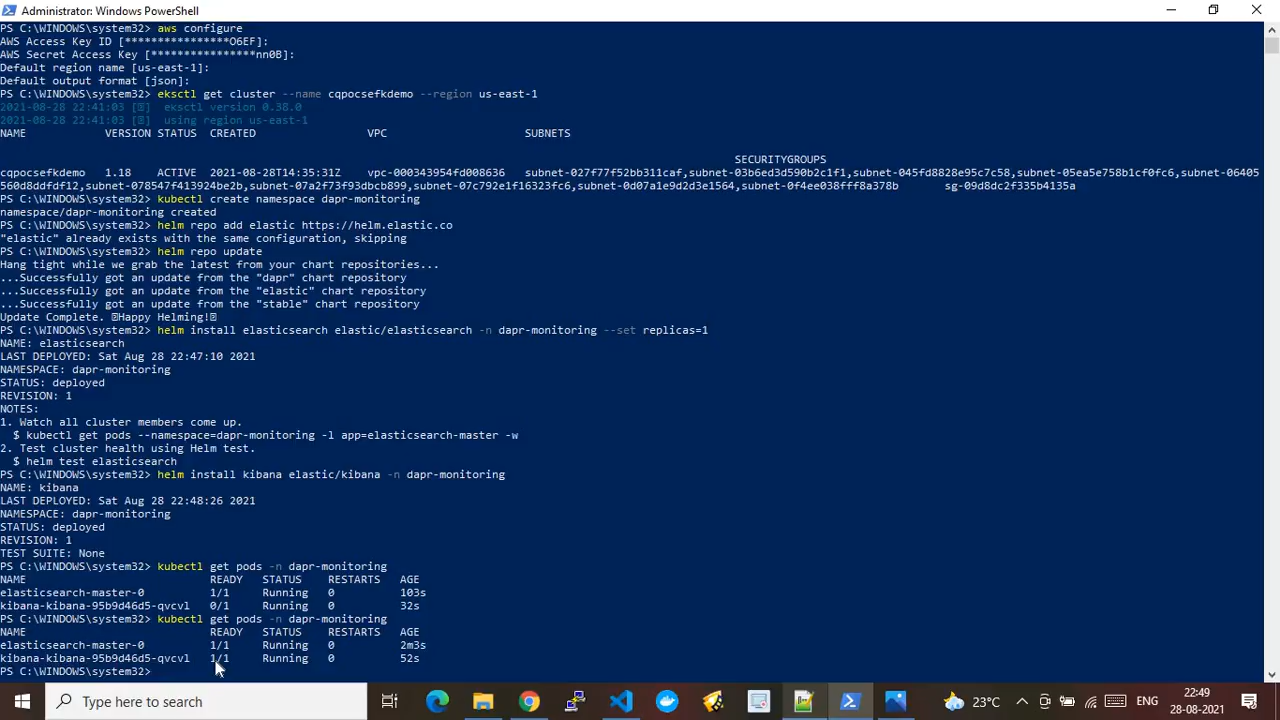 Administrator: Windows PowerShell
PS C:\WINDOWS\system32> aws configure
AWS Access Key ID [****************O6EF]:
AWS Secret Access Key [****************nn0B]:
Default region name [us-east-1]:
Default output format [json]:
PS C:\WINDOWS\system32> eksctl get cluster --name cqpocsefkdemo --region us-east-1
2021-08-28 22:41:03 [ℹ] eksctl version 0.38.0
2021-08-28 22:41:03 [ℹ] using region us-east-1
NAME VERSION STATUS CREATED VPC SUBNETS
SECURITYGROUPS
cqpocsefkdemo 1.18 ACTIVE 2021-08-28T14:35:31Z vpc-000343954fd008636 subnet-027f77f52bb311caf,subnet-03b6ed3d590b2c1f1,subnet-045fd8828e95c7c58,subnet-05ea5e758b1cf0fc6,subnet-06405
560d8ddfdf12,subnet-078547f413924be2b,subnet-07a2f73f93dbcb899,subnet-07c792e1f16323fc6,subnet-0d07a1e9d2d3e1564,subnet-0f4ee038fff8a378b sg-09d8dc2f335b4135a
PS C:\WINDOWS\system32> kubectl create namespace dapr-monitoring
namespace/dapr-monitoring created
PS C:\WINDOWS\system32> helm repo add elastic https://helm.elastic.co
"elastic" already exists with the same configuration, skipping
PS C:\WINDOWS\system32> helm repo update
Hang tight while we grab the latest from your chart repositories...
...Successfully got an update from the "dapr" chart repository
...Successfully got an update from the "elastic" chart repository
...Successfully got an update from the "stable" chart repository
Update Complete. Happy Helming!
PS C:\WINDOWS\system32> helm install elasticsearch elastic/elasticsearch -n dapr-monitoring --set replicas=1
NAME: elasticsearch
LAST DEPLOYED: Sat Aug 28 22:47:10 2021
NAMESPACE: dapr-monitoring
STATUS: deployed
REVISION: 1
NOTES:
1. Watch all cluster members come up.
$ kubectl get pods --namespace=dapr-monitoring -l app=elasticsearch-master -w
2. Test cluster health using Helm test.
$ helm test elasticsearch
PS C:\WINDOWS\system32> helm install kibana elastic/kibana -n dapr-monitoring
NAME: kibana
LAST DEPLOYED: Sat Aug 28 22:48:26 2021
NAMESPACE: dapr-monitoring
STATUS: deployed
REVISION: 1
TEST SUITE: None
PS C:\WINDOWS\system32> kubectl get pods -n dapr-monitoring
NAME READY STATUS RESTARTS AGE
elasticsearch-master-0 1/1 Running 0 103s
kibana-kibana-95b9d46d5-qvcvl 0/1 Running 0 32s
PS C:\WINDOWS\system32> kubectl get pods -n dapr-monitoring
NAME READY STATUS RESTARTS AGE
elasticsearch-master-0 1/1 Running 0 2m3s
kibana-kibana-95b9d46d5-qvcvl 1/1 Running 0 52s
PS C:\WINDOWS\system32>
Type here to search
23°C
ENG
22:49
28-08-2021